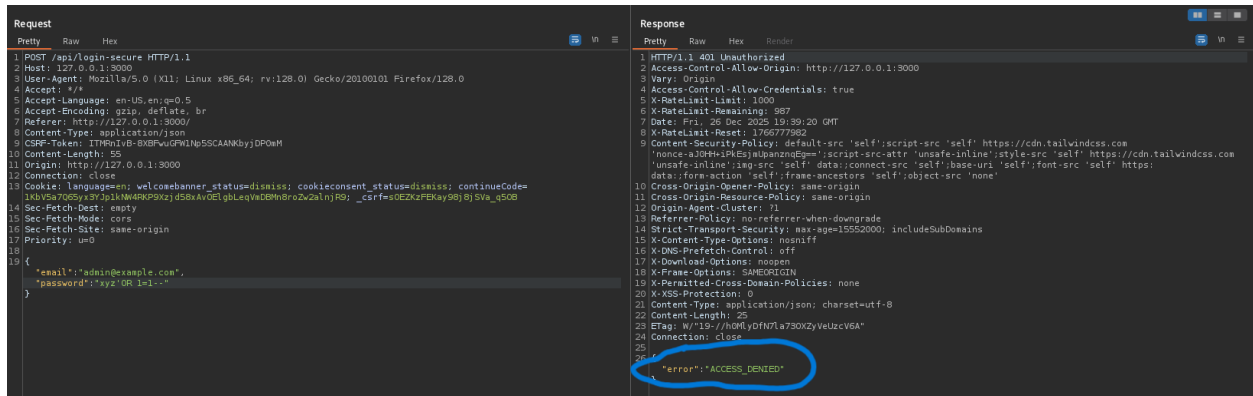 Request
Pretty Raw Hex
\n
1 POST /api/login-secure HTTP/1.1
2 Host: 127.0.0.1:3000
3 User-Agent: Mozilla/5.0 (X11; Linux x86_64; rv:128.0) Gecko/20100101 Firefox/128.0
4 Accept: */*
5 Accept-Language: en-US,en;q=0.5
6 Accept-Encoding: gzip, deflate, br
7 Referer: http://127.0.0.1:3000/
8 Content-Type: application/json
9 CSRF-Token: ITMRnIvB-8XBFwuGFW1Np5SCAANKbyjDPOmM
10 Content-Length: 55
11 Origin: http://127.0.0.1:3000
12 Connection: close
13 Cookie: language=en; welcomebanner_status=dismiss; cookieconsent_status=dismiss; continueCode=
1KbVSa7Q65yx3YJp1kNW4RKP9Xzjd58xAvOElgbLeqVmDBMn8roZw2alnjR9; _csrf=sOEZKzFEKay98j8jSVa_q5OB
14 Sec-Fetch-Dest: empty
15 Sec-Fetch-Mode: cors
16 Sec-Fetch-Site: same-origin
17 Priority: u=0
18
19 {
"email":"admin@example.com",
"password":"xyz'OR 1=1--"
}
Response
Pretty Raw Hex Render
\n
1 HTTP/1.1 401 Unauthorized
2 Access-Control-Allow-Origin: http://127.0.0.1:3000
3 Vary: Origin
4 Access-Control-Allow-Credentials: true
5 X-RateLimit-Limit: 1000
6 X-RateLimit-Remaining: 987
7 Date: Fri, 26 Dec 2025 19:39:20 GMT
8 X-RateLimit-Reset: 1766777982
9 Content-Security-Policy: default-src 'self';script-src 'self' https://cdn.tailwindcss.com
'nonce-aJ0HH+iPkEsjmUpanznqEg==';script-src-attr 'unsafe-inline';style-src 'self' https://cdn.tailwindcss.com
'unsafe-inline';img-src 'self' data:;connect-src 'self';base-uri 'self';font-src 'self' https:
data:;form-action 'self';frame-ancestors 'self';object-src 'none'
10 Cross-Origin-Opener-Policy: same-origin
11 Cross-Origin-Resource-Policy: same-origin
12 Origin-Agent-Cluster: ?1
13 Referrer-Policy: no-referrer-when-downgrade
14 Strict-Transport-Security: max-age=15552000; includeSubDomains
15 X-Content-Type-Options: nosniff
16 X-DNS-Prefetch-Control: off
17 X-Download-Options: noopen
18 X-Frame-Options: SAMEORIGIN
19 X-Permitted-Cross-Domain-Policies: none
20 X-XSS-Protection: 0
21 Content-Type: application/json; charset=utf-8
22 Content-Length: 25
23 ETag: W/"19-//h0MlyDfN7la73OXZyVeUzcV6A"
24 Connection: close
25
26 {
"error":"ACCESS_DENIED"
}